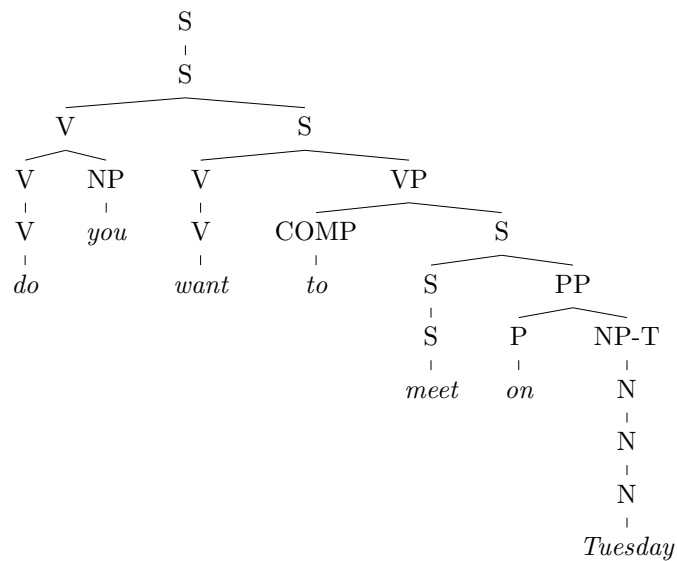 S
S
V S
V NP V VP
V you V COMP S
do want to S PP
S P NP-T
meet on N
N
N
Tuesday